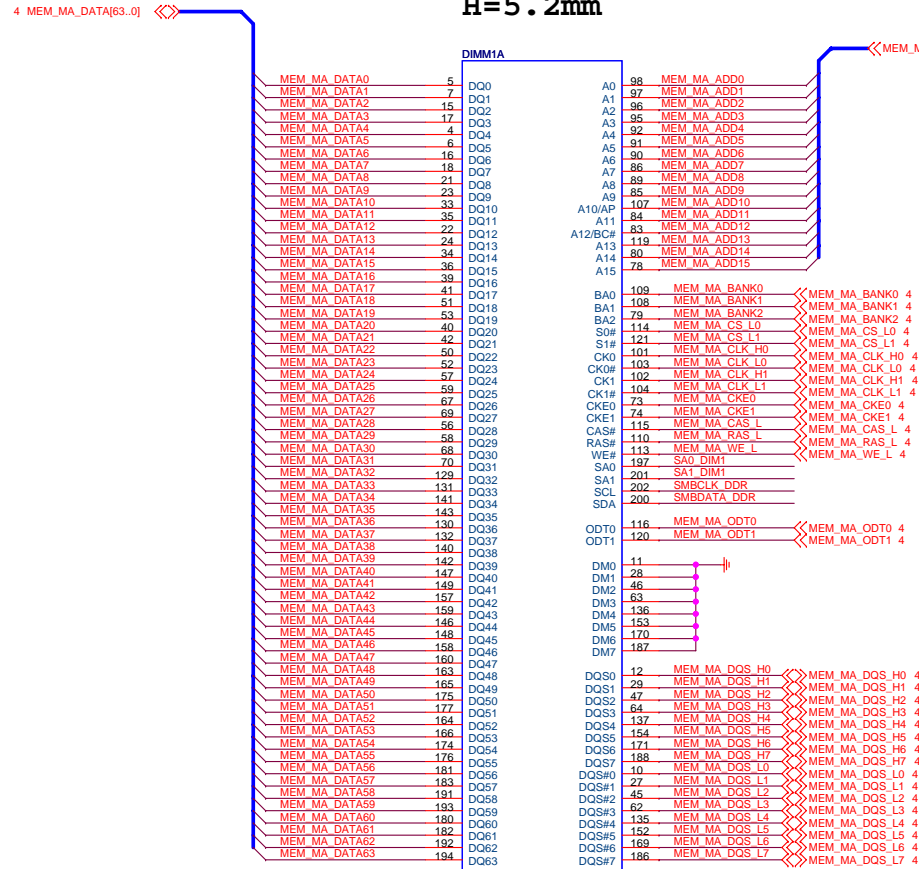 H=5.2mm
4 MEM_MA_DATA[63..0]
DIMM1A
MEM_MA_DATA0 5 DQ0 A0 98 MEM_MA_ADD0
MEM_MA_DATA1 7 DQ1 A1 97 MEM_MA_ADD1
MEM_MA_DATA2 15 DQ2 A2 96 MEM_MA_ADD2
MEM_MA_DATA3 17 DQ3 A3 95 MEM_MA_ADD3
MEM_MA_DATA4 4 DQ4 A4 92 MEM_MA_ADD4
MEM_MA_DATA5 6 DQ5 A5 91 MEM_MA_ADD5
MEM_MA_DATA6 16 DQ6 A6 90 MEM_MA_ADD6
MEM_MA_DATA7 18 DQ7 A7 86 MEM_MA_ADD7
MEM_MA_DATA8 21 DQ8 A8 89 MEM_MA_ADD8
MEM_MA_DATA9 23 DQ9 A9 85 MEM_MA_ADD9
MEM_MA_DATA10 33 DQ10 A10/AP 107 MEM_MA_ADD10
MEM_MA_DATA11 35 DQ11 A11 84 MEM_MA_ADD11
MEM_MA_DATA12 22 DQ12 A12/BC# 83 MEM_MA_ADD12
MEM_MA_DATA13 24 DQ13 A13 119 MEM_MA_ADD13
MEM_MA_DATA14 34 DQ14 A14 80 MEM_MA_ADD14
MEM_MA_DATA15 36 DQ15 A15 78 MEM_MA_ADD15
MEM_MA_DATA16 39 DQ16
MEM_MA_DATA17 41 DQ17 BA0 109 MEM_MA_BANK0 MEM_MA_BANK0 4
MEM_MA_DATA18 51 DQ18 BA1 108 MEM_MA_BANK1 MEM_MA_BANK1 4
MEM_MA_DATA19 53 DQ19 BA2 79 MEM_MA_BANK2 MEM_MA_BANK2 4
MEM_MA_DATA20 40 DQ20 S0# 114 MEM_MA_CS_L0 MEM_MA_CS_L0 4
MEM_MA_DATA21 42 DQ21 S1# 121 MEM_MA_CS_L1 MEM_MA_CS_L1 4
MEM_MA_DATA22 50 DQ22 CK0 101 MEM_MA_CLK_H0 MEM_MA_CLK_H0 4
MEM_MA_DATA23 52 DQ23 CK0# 103 MEM_MA_CLK_L0 MEM_MA_CLK_L0 4
MEM_MA_DATA24 57 DQ24 CK1 102 MEM_MA_CLK_H1 MEM_MA_CLK_H1 4
MEM_MA_DATA25 59 DQ25 CK1# 104 MEM_MA_CLK_L1 MEM_MA_CLK_L1 4
MEM_MA_DATA26 67 DQ26 CKE0 73 MEM_MA_CKE0 MEM_MA_CKE0 4
MEM_MA_DATA27 69 DQ27 CKE1 74 MEM_MA_CKE1 MEM_MA_CKE1 4
MEM_MA_DATA28 56 DQ28 CAS# 115 MEM_MA_CAS_L MEM_MA_CAS_L 4
MEM_MA_DATA29 58 DQ29 RAS# 110 MEM_MA_RAS_L MEM_MA_RAS_L 4
MEM_MA_DATA30 68 DQ30 WE# 113 MEM_MA_WE_L MEM_MA_WE_L 4
MEM_MA_DATA31 70 DQ31 SA0 197 SA0_DIM1
MEM_MA_DATA32 129 DQ32 SA1 201 SA1_DIM1
MEM_MA_DATA33 131 DQ33 SCL 202 SMBCLK_DDR
MEM_MA_DATA34 141 DQ34 SDA 200 SMBDATA_DDR
MEM_MA_DATA35 143 DQ35
MEM_MA_DATA36 130 DQ36 ODT0 116 MEM_MA_ODT0 MEM_MA_ODT0 4
MEM_MA_DATA37 132 DQ37 ODT1 120 MEM_MA_ODT1 MEM_MA_ODT1 4
MEM_MA_DATA38 140 DQ38
MEM_MA_DATA39 142 DQ39 DM0 11
MEM_MA_DATA40 147 DQ40 DM1 28
MEM_MA_DATA41 149 DQ41 DM2 46
MEM_MA_DATA42 157 DQ42 DM3 63
MEM_MA_DATA43 159 DQ43 DM4 136
MEM_MA_DATA44 146 DQ44 DM5 153
MEM_MA_DATA45 148 DQ45 DM6 170
MEM_MA_DATA46 158 DQ46 DM7 187
MEM_MA_DATA47 160 DQ47
MEM_MA_DATA48 163 DQ48 DQS0 12 MEM_MA_DQS_H0 MEM_MA_DQS_H0 4
MEM_MA_DATA49 165 DQ49 DQS1 29 MEM_MA_DQS_H1 MEM_MA_DQS_H1 4
MEM_MA_DATA50 175 DQ50 DQS2 47 MEM_MA_DQS_H2 MEM_MA_DQS_H2 4
MEM_MA_DATA51 177 DQ51 DQS3 64 MEM_MA_DQS_H3 MEM_MA_DQS_H3 4
MEM_MA_DATA52 164 DQ52 DQS4 137 MEM_MA_DQS_H4 MEM_MA_DQS_H4 4
MEM_MA_DATA53 166 DQ53 DQS5 154 MEM_MA_DQS_H5 MEM_MA_DQS_H5 4
MEM_MA_DATA54 174 DQ54 DQS6 171 MEM_MA_DQS_H6 MEM_MA_DQS_H6 4
MEM_MA_DATA55 176 DQ55 DQS7 188 MEM_MA_DQS_H7 MEM_MA_DQS_H7 4
MEM_MA_DATA56 181 DQ56 DQS#0 10 MEM_MA_DQS_L0 MEM_MA_DQS_L0 4
MEM_MA_DATA57 183 DQ57 DQS#1 27 MEM_MA_DQS_L1 MEM_MA_DQS_L1 4
MEM_MA_DATA58 191 DQ58 DQS#2 45 MEM_MA_DQS_L2 MEM_MA_DQS_L2 4
MEM_MA_DATA59 193 DQ59 DQS#3 62 MEM_MA_DQS_L3 MEM_MA_DQS_L3 4
MEM_MA_DATA60 180 DQ60 DQS#4 135 MEM_MA_DQS_L4 MEM_MA_DQS_L4 4
MEM_MA_DATA61 182 DQ61 DQS#5 152 MEM_MA_DQS_L5 MEM_MA_DQS_L5 4
MEM_MA_DATA62 192 DQ62 DQS#6 169 MEM_MA_DQS_L6 MEM_MA_DQS_L6 4
MEM_MA_DATA63 194 DQ63 DQS#7 186 MEM_MA_DQS_L7 MEM_MA_DQS_L7 4